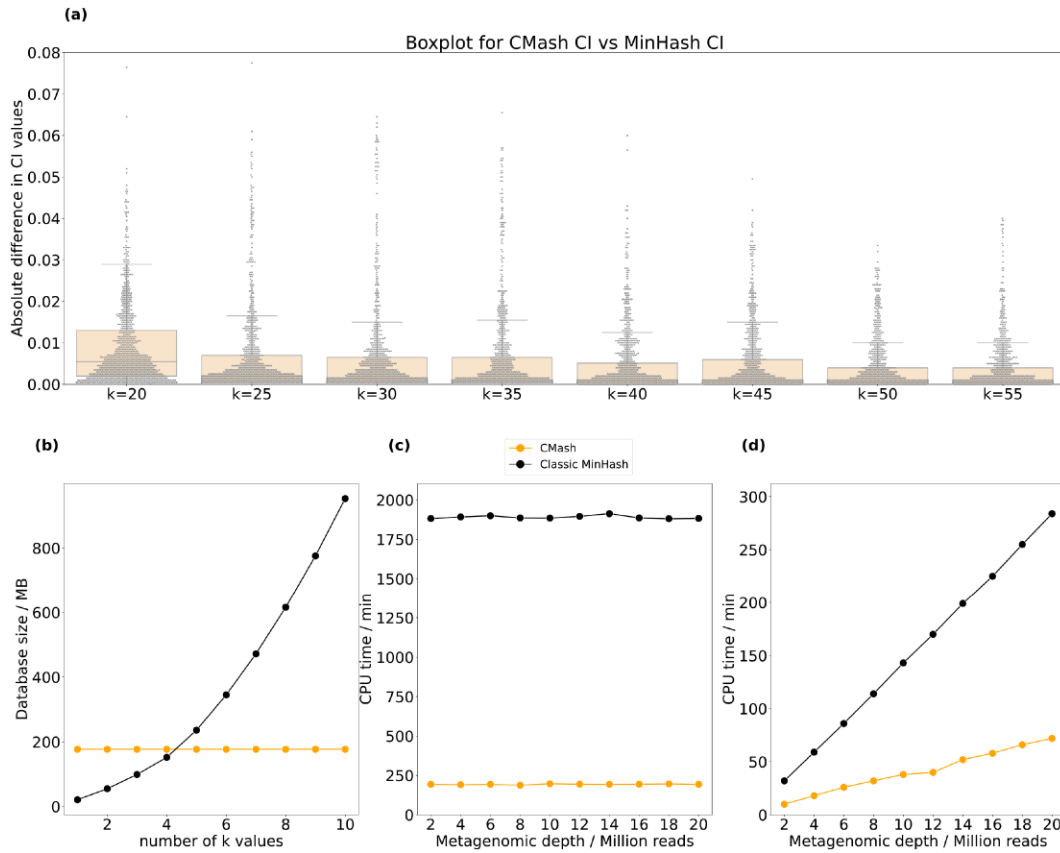 (a)
Boxplot for CMash CI vs MinHash CI
Absolute difference in CI values
0.08
0.07
0.06
0.05
0.04
0.03
0.02
0.01
0.00
k=20 k=25 k=30 k=35 k=40 k=45 k=50 k=55
(b)
Database size / MB
800
600
400
200
0
2 4 6 8 10
number of k values
(c)
CMash
Classic MinHash
CPU time / min
2000
1750
1500
1250
1000
750
500
250
0
2 4 6 8 10 12 14 16 18 20
Metagenomic depth / Million reads
(d)
CPU time / min
300
250
200
150
100
50
0
2 4 6 8 10 12 14 16 18 20
Metagenomic depth / Million reads